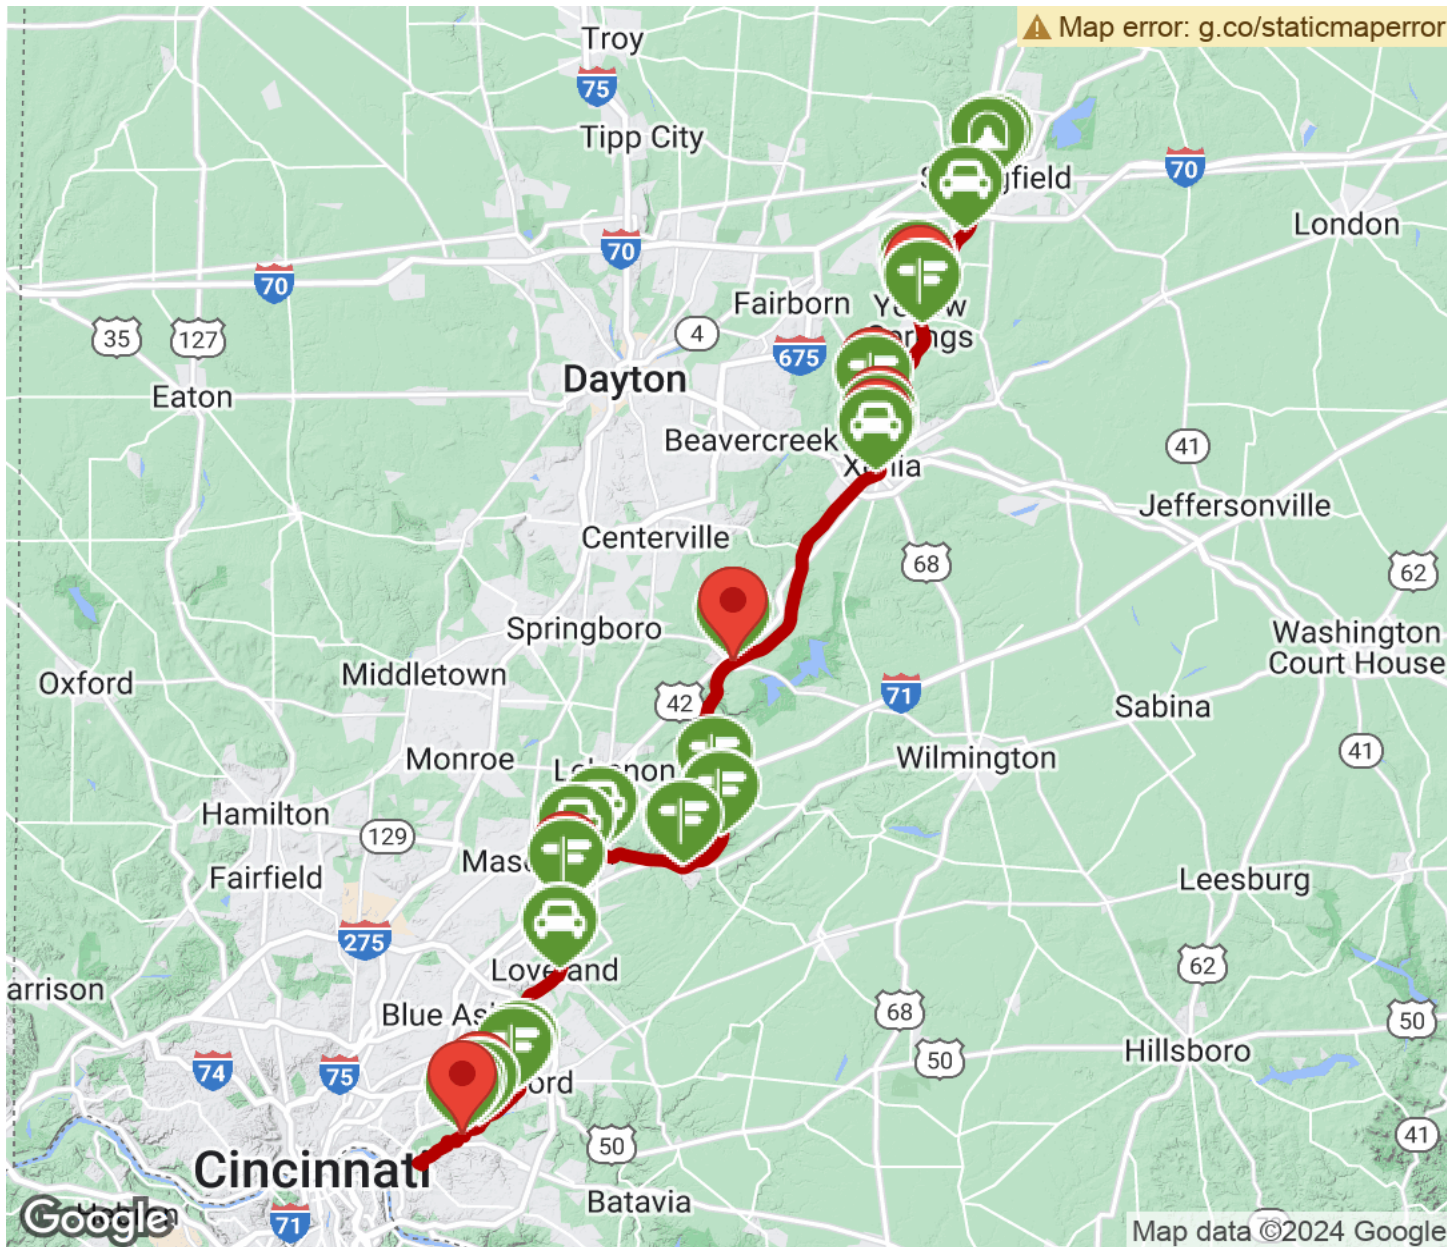 Map error: g.co/staticmaperror
Troy
75
Tipp City
70
London
70
70
Fairborn
35
127
4
675
Dayton
Eaton
Beavercreek
41
Jeffersonville
Centerville
68
62
Springboro
Washington
Court House
Middletown
Oxford
42
71
Sabina
41
Monroe
Wilmington
Hamilton
129
Fairfield
Leesburg
275
62
arrison
68
50
Blue As
50
Hillsboro
74
75
ord
41
50
Cincinnati
Batavia
71
Google
Map data ©2024 Google